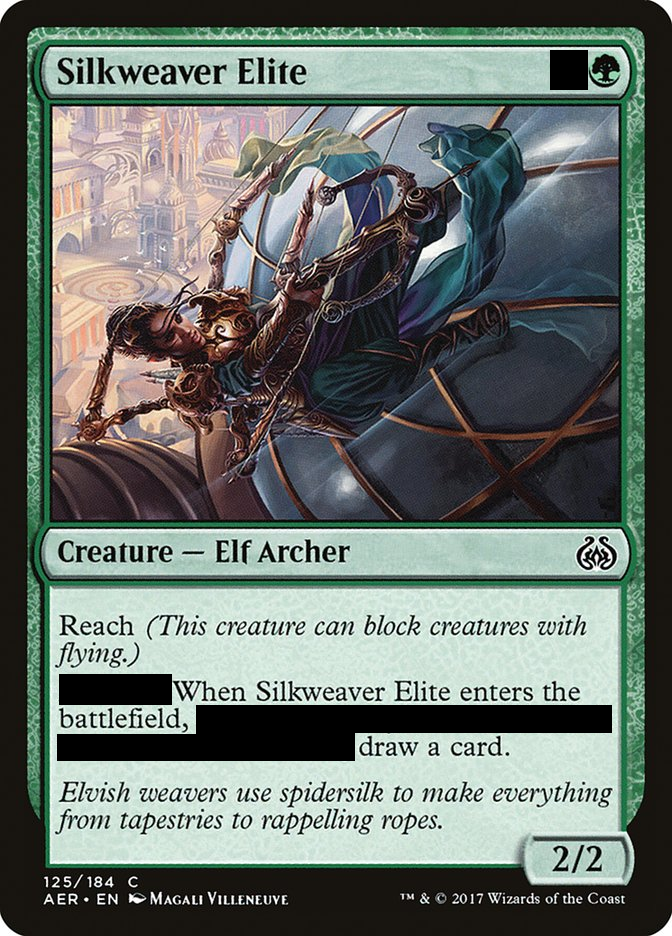 Silkweaver Elite
Creature — Elf Archer
Reach (This creature can block creatures with
flying.)
When Silkweaver Elite enters the
battlefield,
draw a card.
Elvish weavers use spidersilk to make everything
from tapestries to rappelling ropes.
2/2
125/184 C
AER • EN Magali Villeneuve
™ & © 2017 Wizards of the Coast